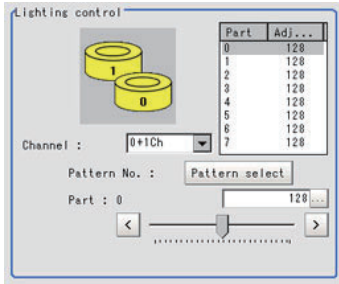 Lighting control
Part Adj...
0 128
1 128
2 128
3 128
4 128
5 128
6 128
7 128
1
0
Channel : 0+1Ch
Pattern No. : Pattern select
Part : 0 128 ...
< >